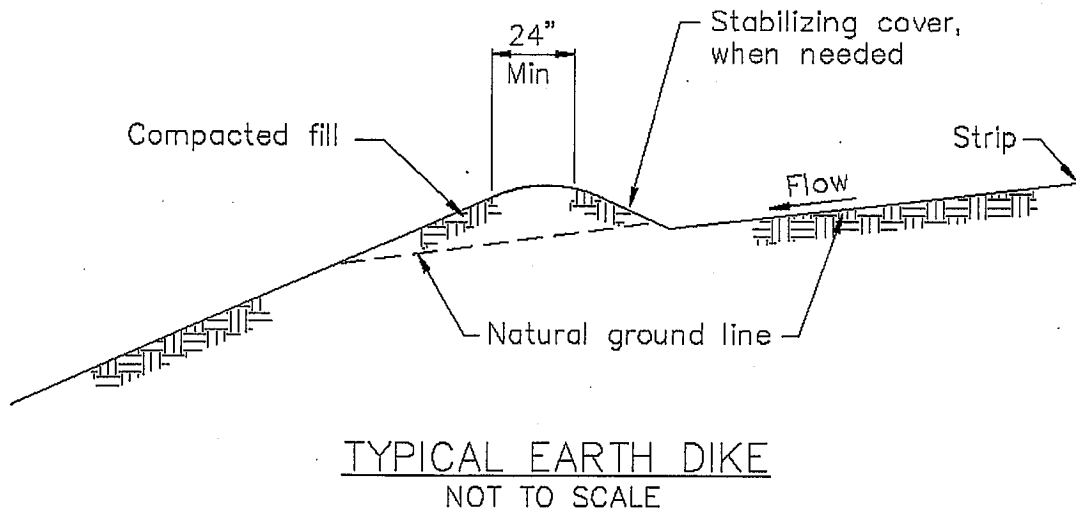 24"
Min
Stabilizing cover,
when needed
Compacted fill
Strip
Flow
Natural ground line
TYPICAL EARTH DIKE
NOT TO SCALE